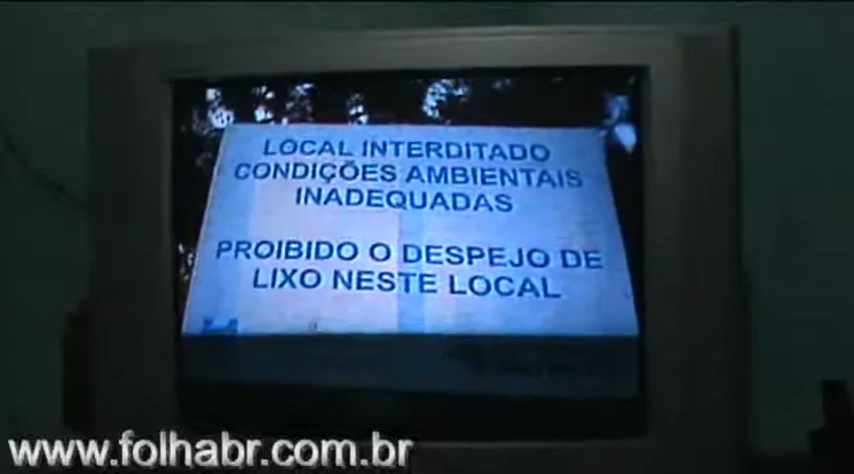 LOCAL INTERDITADO
CONDIÇÕES AMBIENTAIS
INADEQUADAS
PROIBIDO O DESPEJO DE
LIXO NESTE LOCAL
www.folhabr.com.br